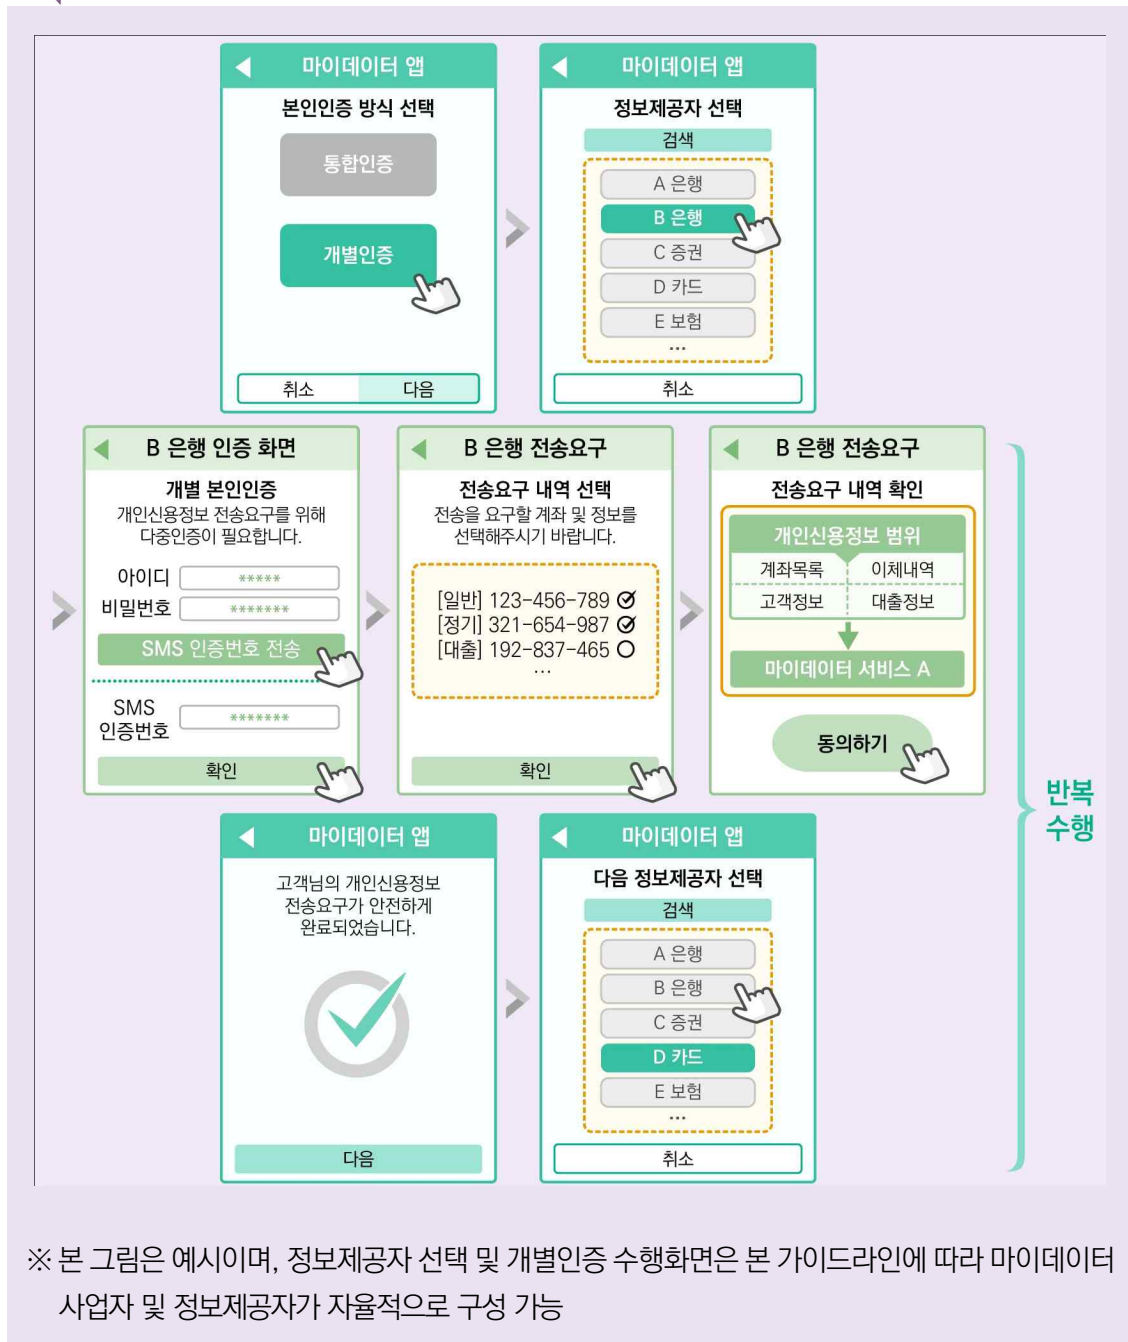 마이데이터 앱
본인인증 방식 선택
통합인증
개별인증
취소
다음
마이데이터 앱
정보제공자 선택
검색
A 은행
B 은행
C 증권
D 카드
E 보험
...
취소
B 은행 인증 화면
개별 본인인증
개인신용정보 전송요구를 위해
다중인증이 필요합니다.
아이디 *****
비밀번호 *******
SMS 인증번호 전송
SMS
인증번호 *******
확인
B 은행 전송요구
전송요구 내역 선택
전송을 요구할 계좌 및 정보를
선택해주시기 바랍니다.
[일반] 123-456-789
[정기] 321-654-987
[대출] 192-837-465
...
확인
B 은행 전송요구
전송요구 내역 확인
개인신용정보 범위
계좌목록 이체내역
고객정보 대출정보
마이데이터 서비스 A
동의하기
반복
수행
마이데이터 앱
고객님의 개인신용정보
전송요구가 안전하게
완료되었습니다.
다음
마이데이터 앱
다음 정보제공자 선택
검색
A 은행
B 은행
C 증권
D 카드
E 보험
...
취소
※ 본 그림은 예시이며, 정보제공자 선택 및 개별인증 수행화면은 본 가이드라인에 따라 마이데이터
사업자 및 정보제공자가 자율적으로 구성 가능